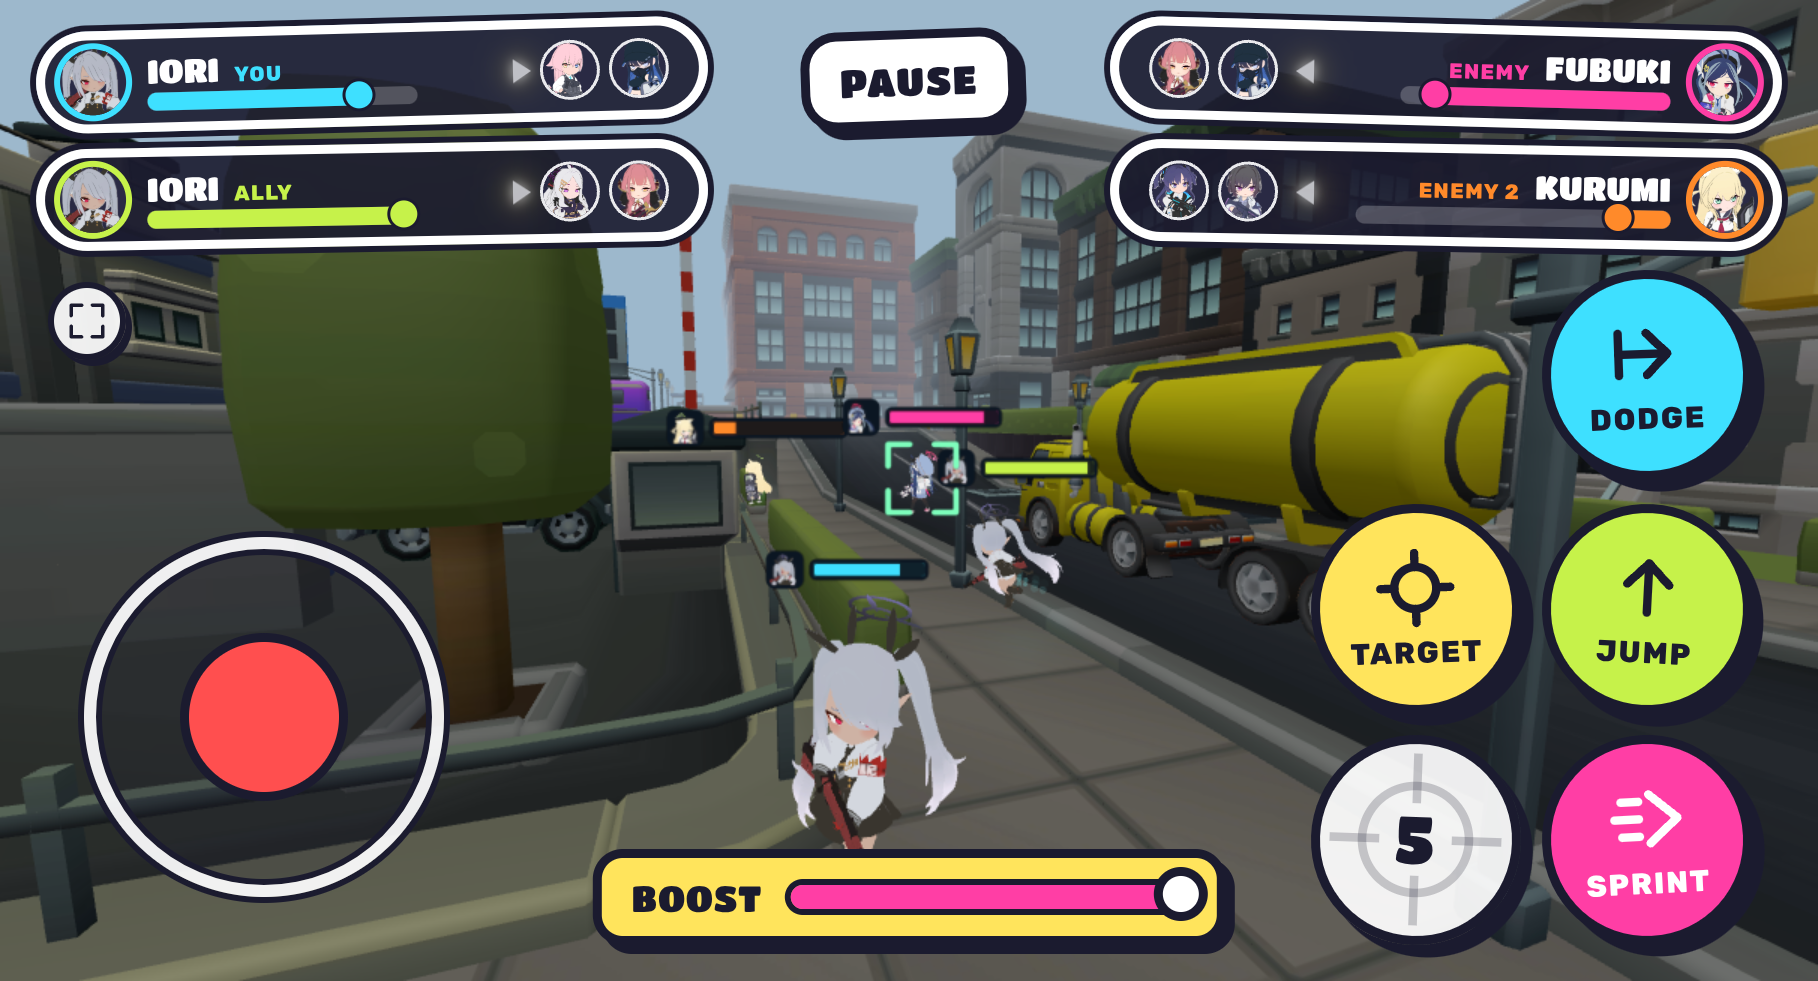 IORI YOU
IORI ALLY
PAUSE
ENEMY FUBUKI
ENEMY 2 KURUMI
DODGE
TARGET
JUMP
5
SPRINT
BOOST